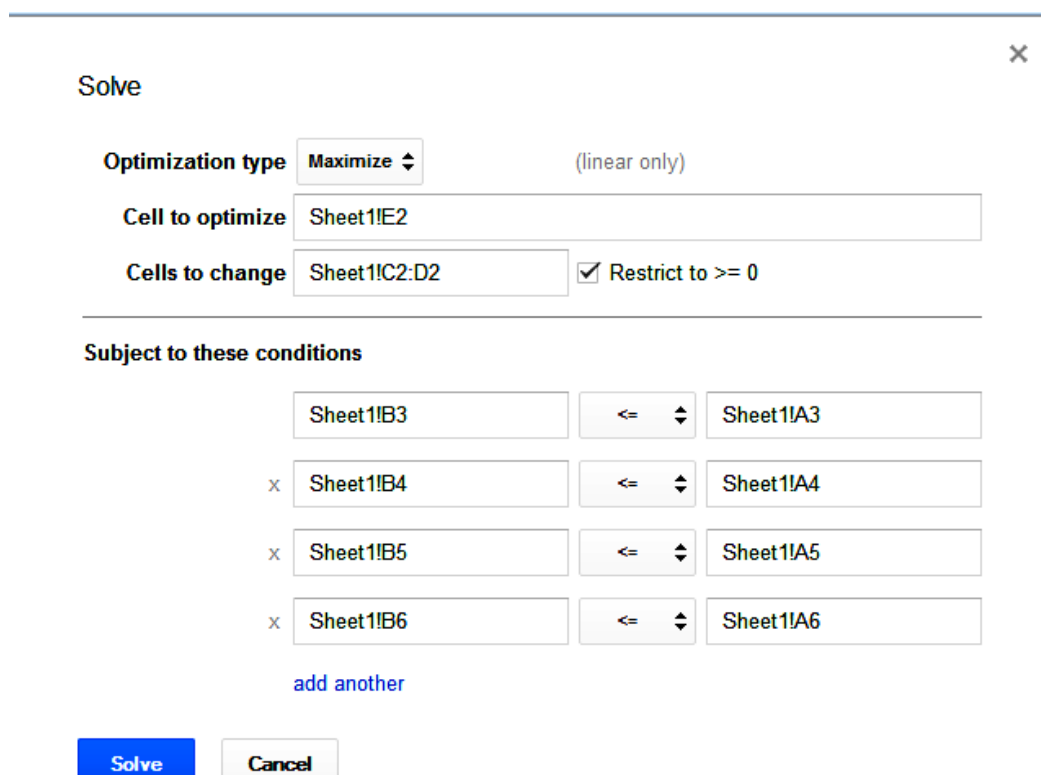 ×
Solve
Optimization type Maximize (linear only)
Cell to optimize Sheet1!E2
Cells to change Sheet1!C2:D2 Restrict to >= 0
Subject to these conditions
Sheet1!B3 <= Sheet1!A3
x Sheet1!B4 <= Sheet1!A4
x Sheet1!B5 <= Sheet1!A5
x Sheet1!B6 <= Sheet1!A6
add another
Solve Cancel